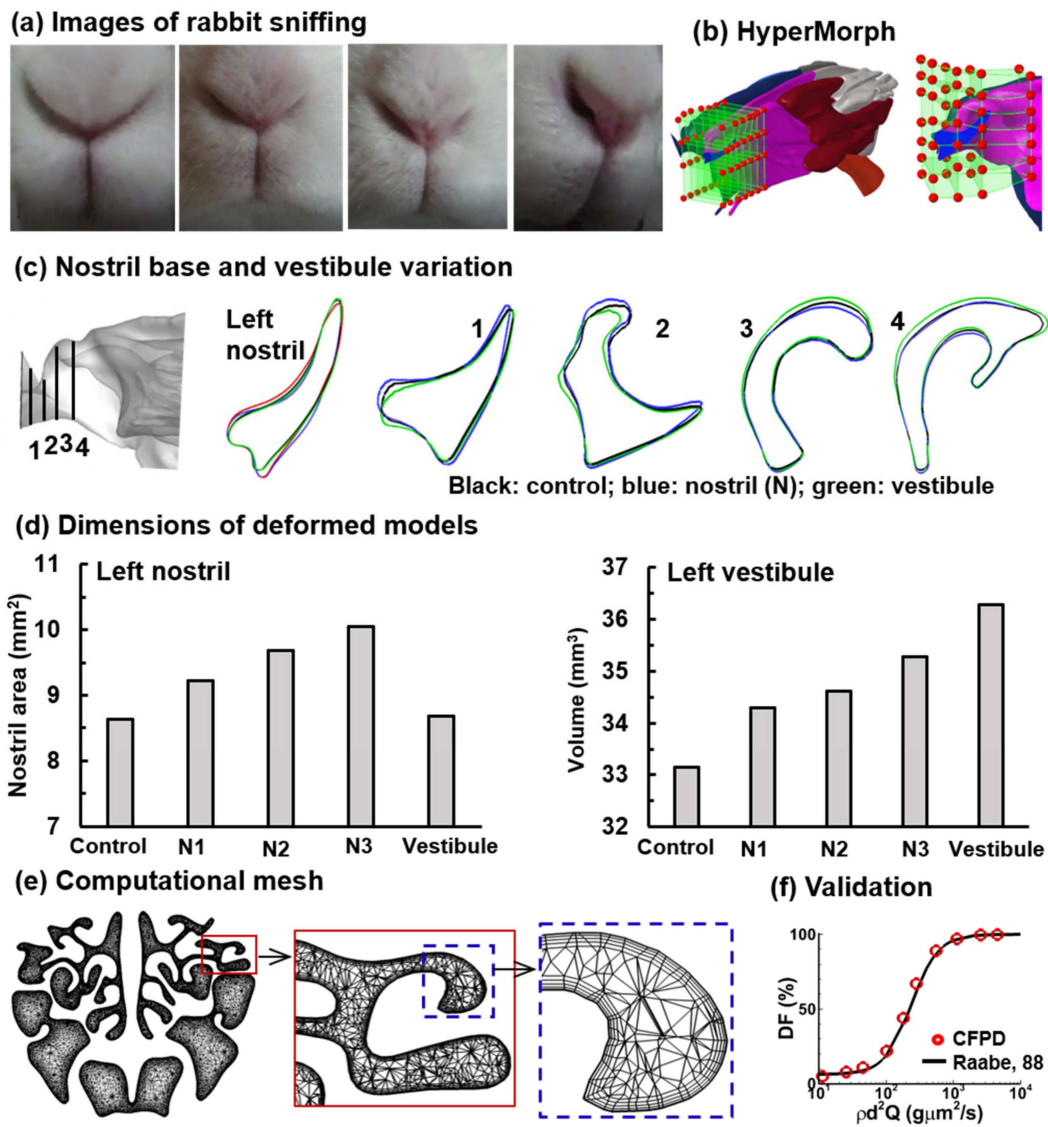 (a) Images of rabbit sniffing
(b) HyperMorph
(c) Nostril base and vestibule variation
Left
nostril
1
2
3
4
1 2 3 4
Black: control; blue: nostril (N); green: vestibule
(d) Dimensions of deformed models
Left nostril
Nostril area (mm²)
11
10
9
8
7
Control N1 N2 N3 Vestibule
Left vestibule
Volume (mm³)
37
36
35
34
33
32
Control N1 N2 N3 Vestibule
(e) Computational mesh
(f) Validation
DF (%)
100
50
0
CFPD
Raabe, 88
10¹ 10² 10³ 10⁴
ρd²Q (gμm²/s)